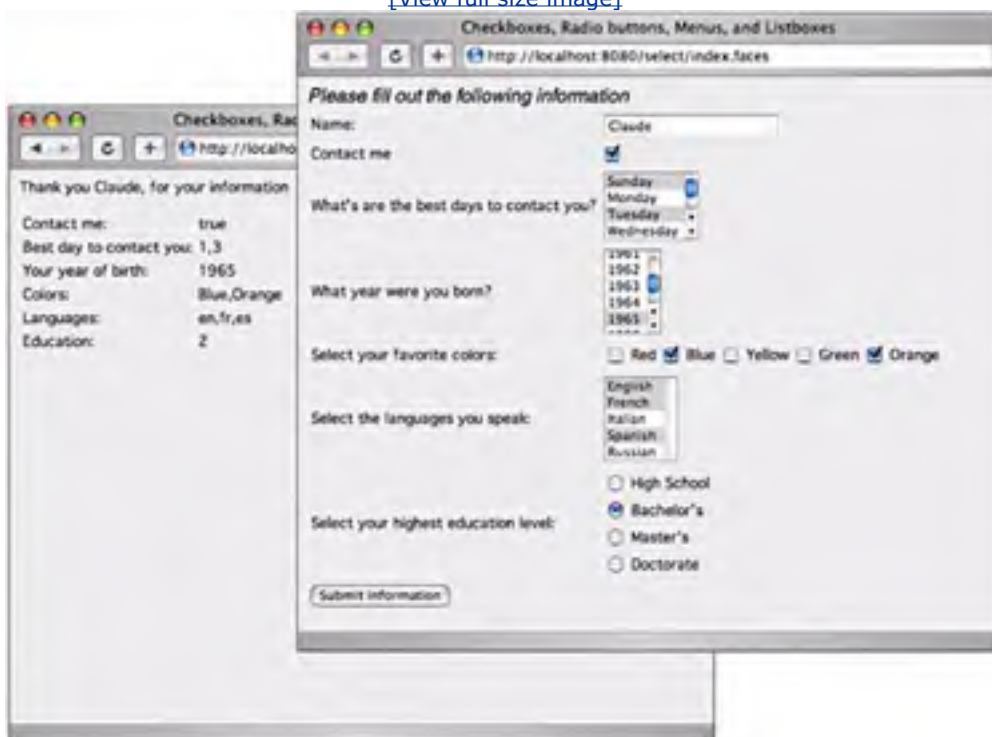 [View full size image]
Checkboxes, Radio buttons, Menus, and Listboxes
http://localhost:8080/select/index.faces
Please fill out the following information
Name:
Claude
Contact me
What's are the best days to contact you?
Sunday
Monday
Tuesday
Wednesday
What year were you born?
1961
1962
1963
1964
1965
Select your favorite colors:
Red Blue Yellow Green Orange
Select the languages you speak:
English
French
Italian
Spanish
Russian
Select your highest education level:
High School
Bachelor's
Master's
Doctorate
Submit information
Checkboxes, Rad
http://localho
Thank you Claude, for your information
Contact me: true
Best day to contact you: 1,3
Your year of birth: 1965
Colors: Blue,Orange
Languages: en,fr,es
Education: 2